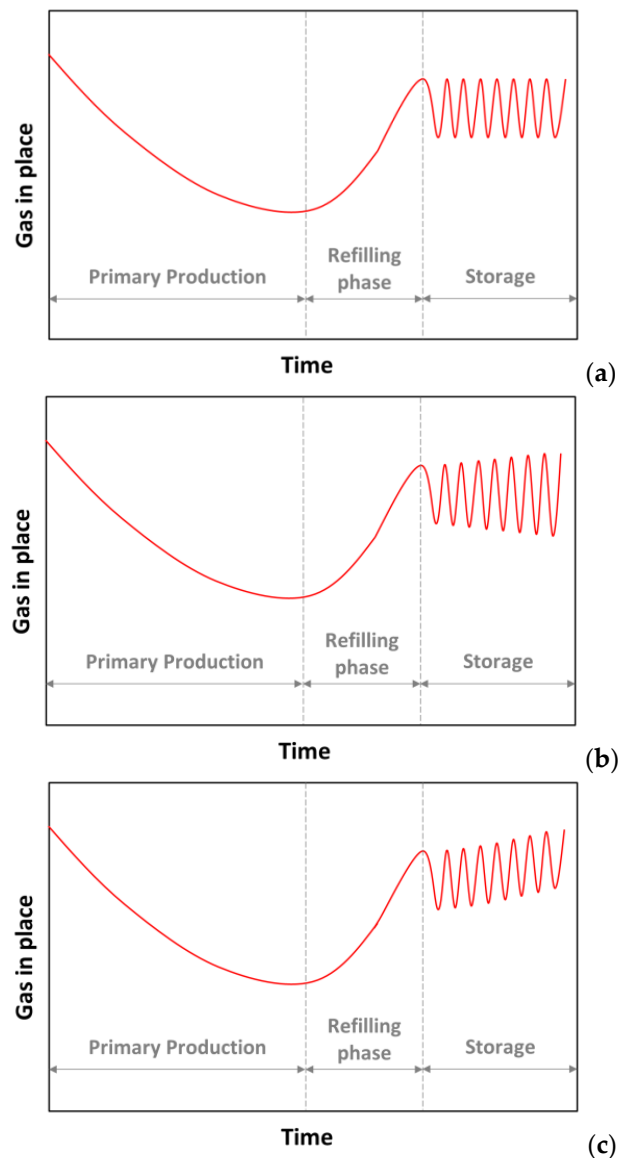 Gas in place
Primary Production
Refilling
phase
Storage
Time
(a)
Gas in place
Primary Production
Refilling
phase
Storage
Time
(b)
Gas in place
Primary Production
Refilling
phase
Storage
Time
(c)